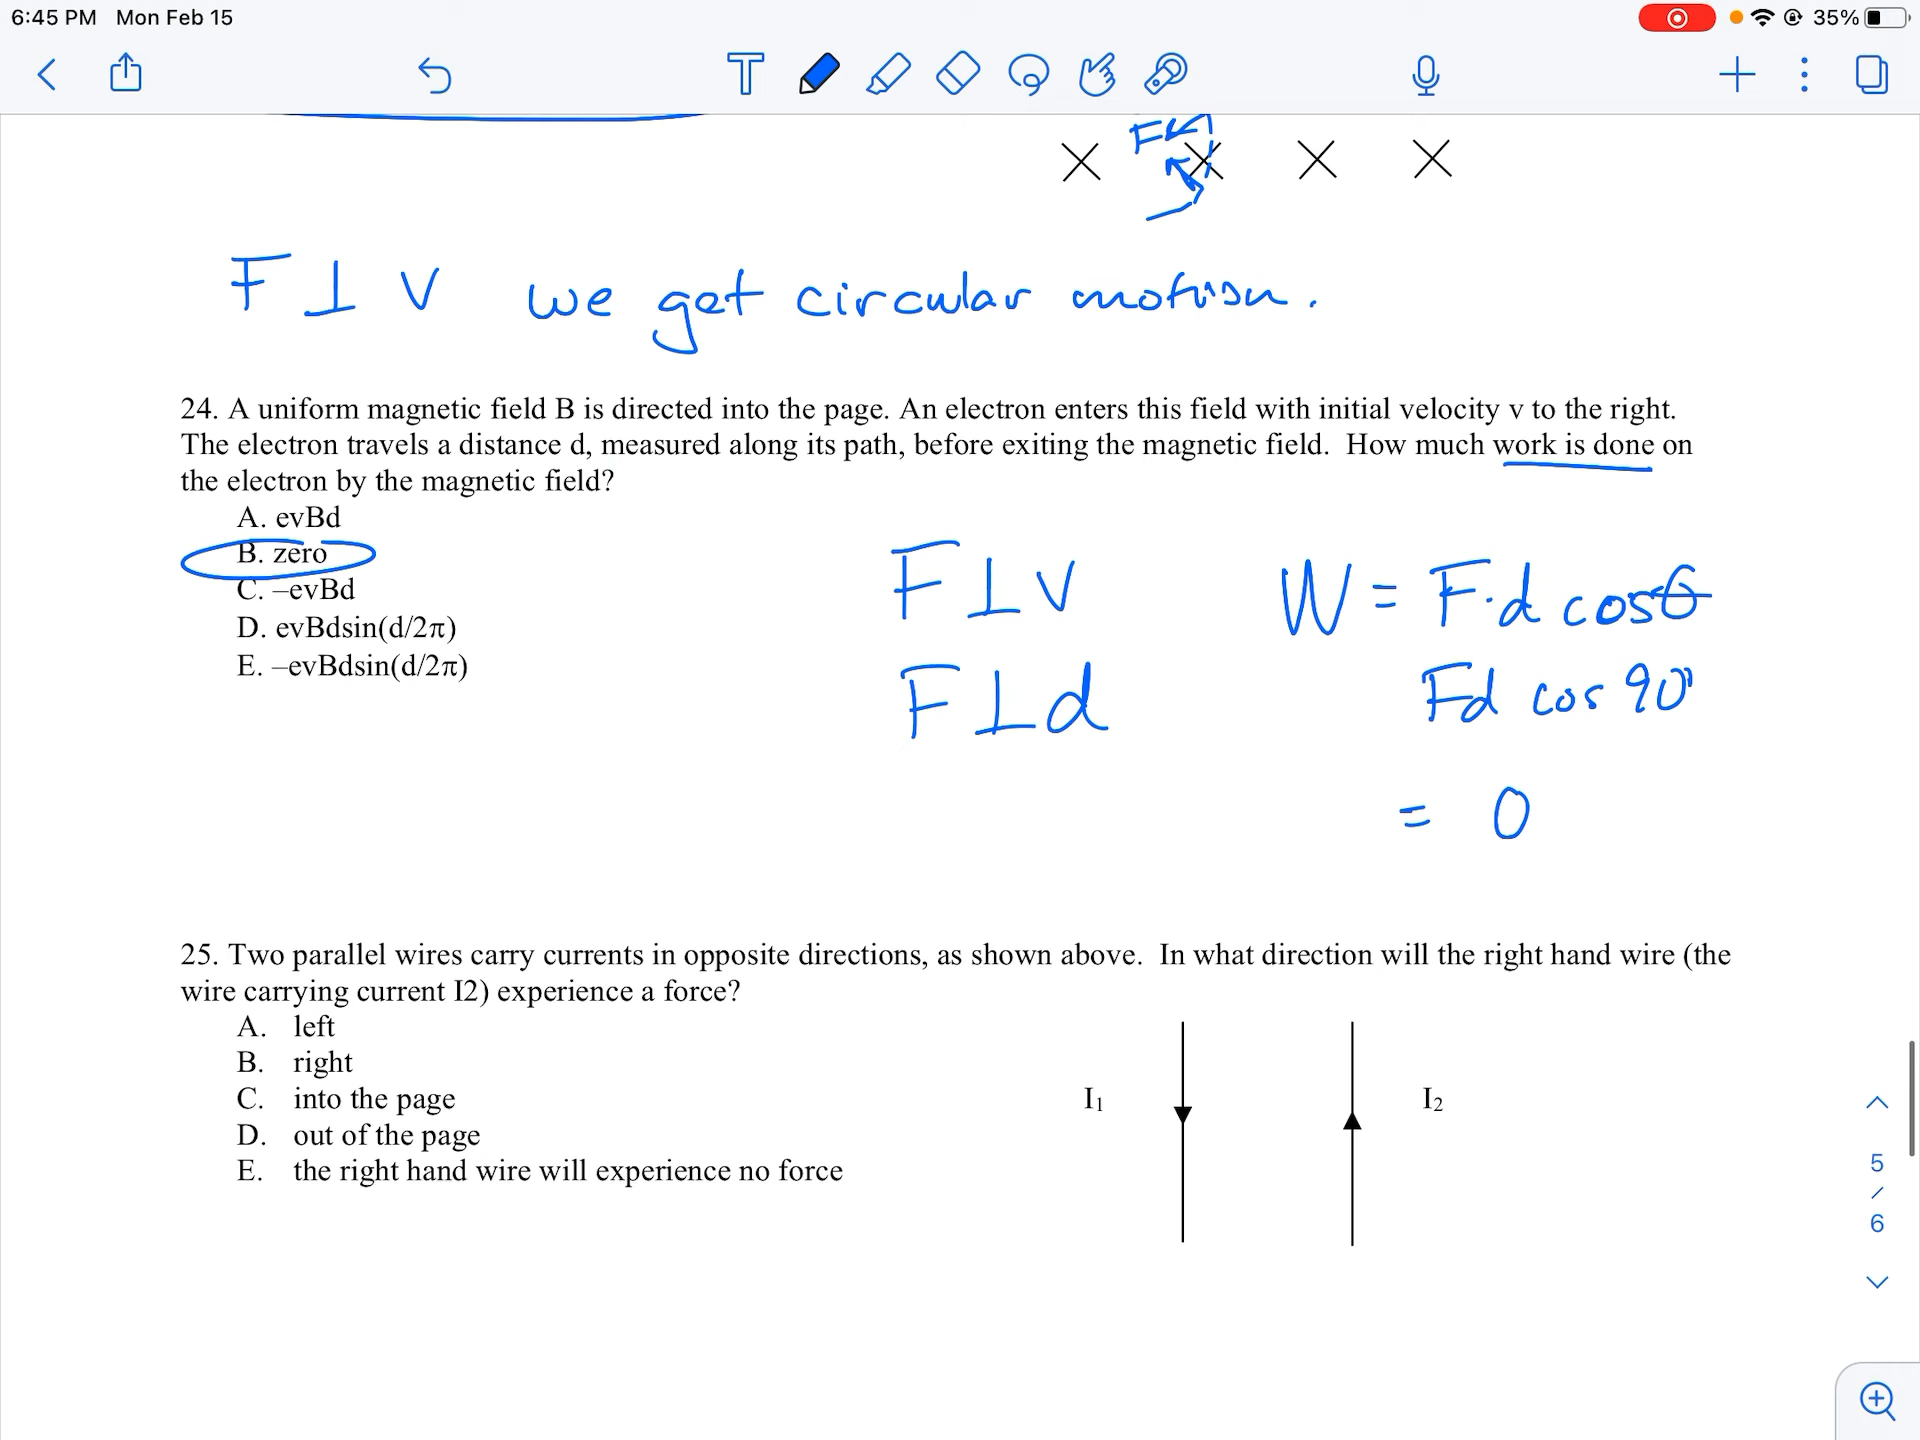 6:45 PM Mon Feb 15
35%
F
F ⊥ v we get circular motion.
24. A uniform magnetic field B is directed into the page. An electron enters this field with initial velocity v to the right.
The electron travels a distance d, measured along its path, before exiting the magnetic field. How much work is done on
the electron by the magnetic field?
A. evBd
B. zero
C. –evBd
D. evBdsin(d/2π)
E. –evBdsin(d/2π)
F ⊥ v
F ⊥ d
W = F·d cosθ
Fd cos 90°
= 0
25. Two parallel wires carry currents in opposite directions, as shown above. In what direction will the right hand wire (the
wire carrying current I2) experience a force?
A. left
B. right
C. into the page
D. out of the page
E. the right hand wire will experience no force
I₁
I₂
5
/
6